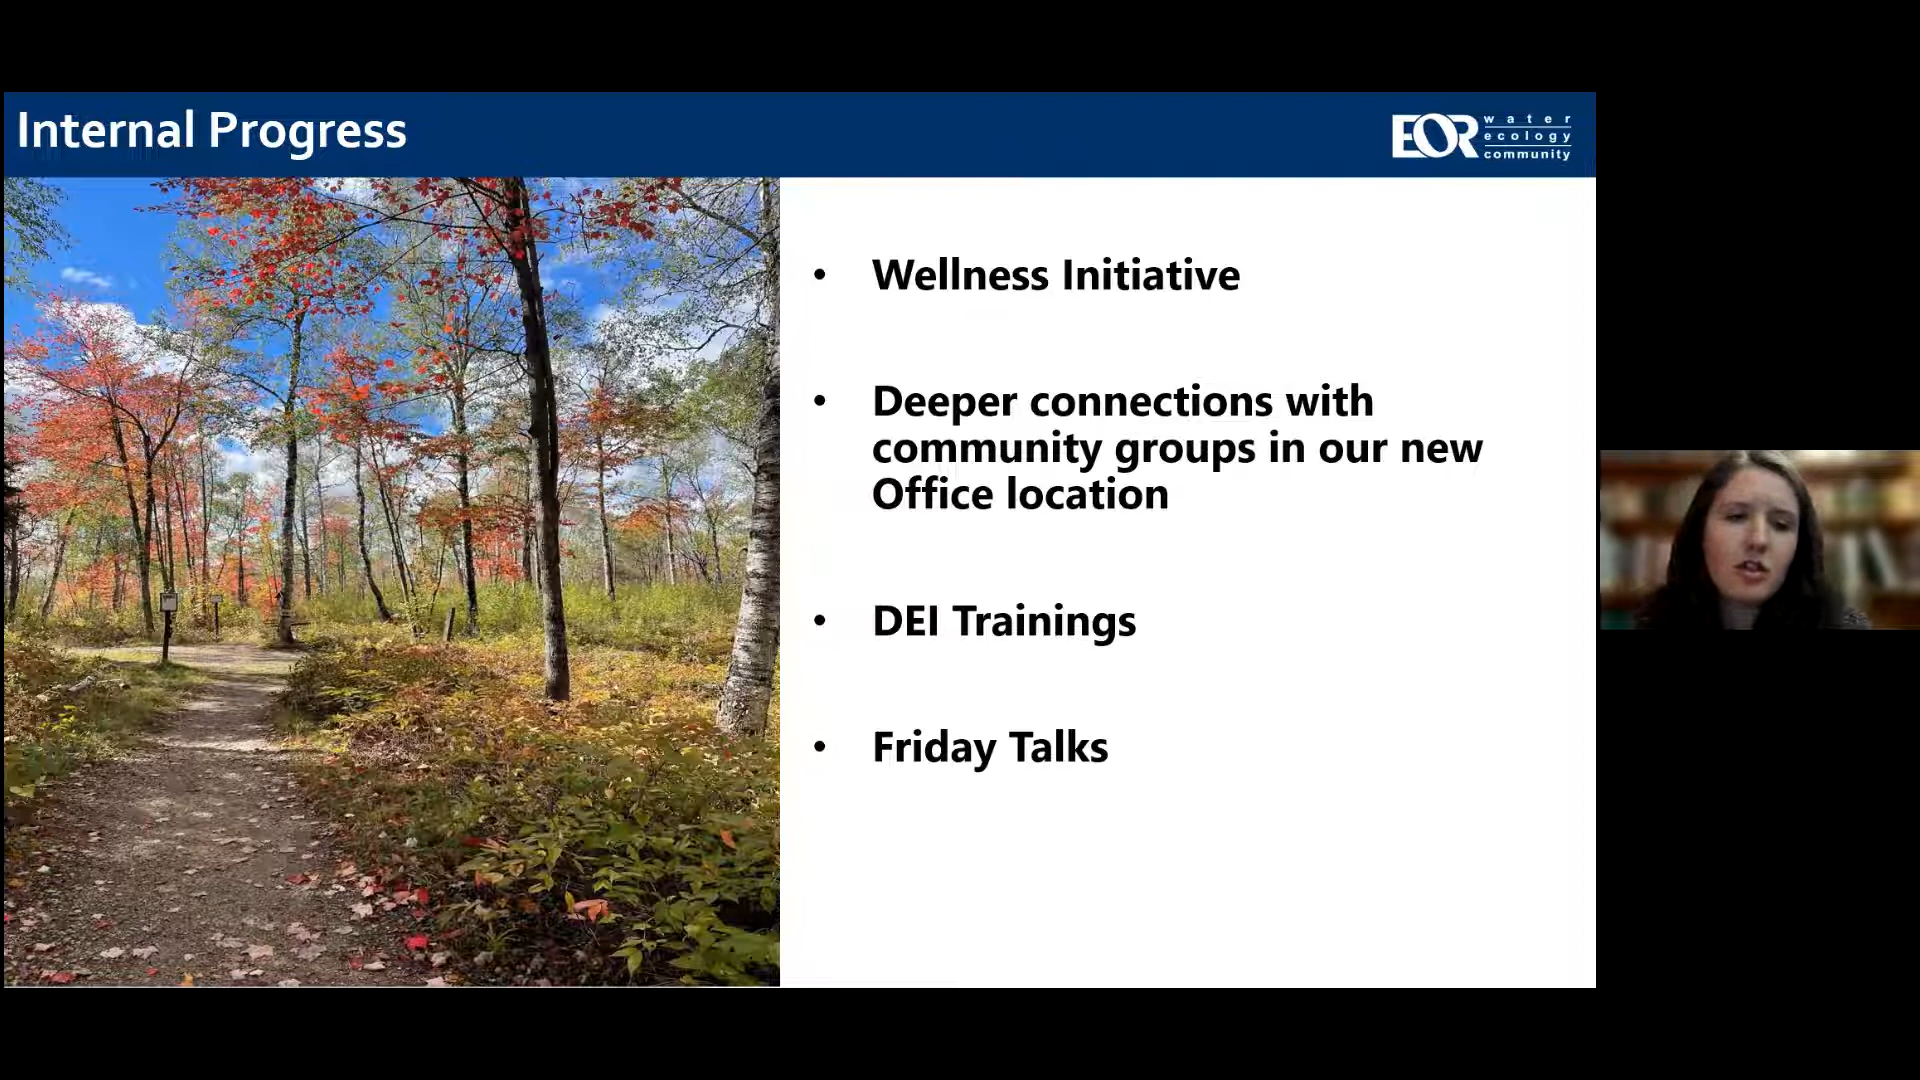 Internal Progress
EOR
water
ecology
community
• Wellness Initiative
• Deeper connections with
community groups in our new
Office location
• DEI Trainings
• Friday Talks